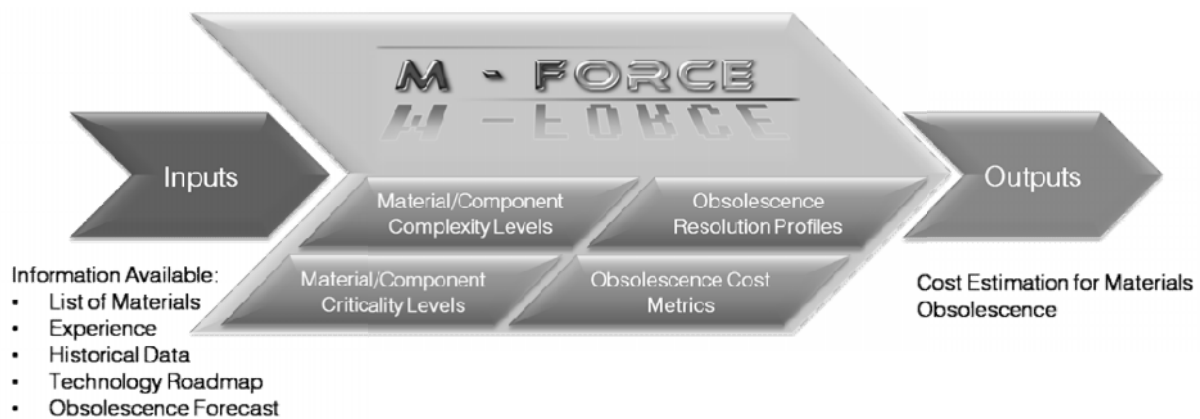 M - FORCE
Inputs
Material/Component
Complexity Levels
Obsolescence
Resolution Profiles
Material/Component
Criticality Levels
Obsolescence Cost
Metrics
Outputs
Information Available:
▪ List of Materials
▪ Experience
▪ Historical Data
▪ Technology Roadmap
▪ Obsolescence Forecast
Cost Estimation for Materials
Obsolescence